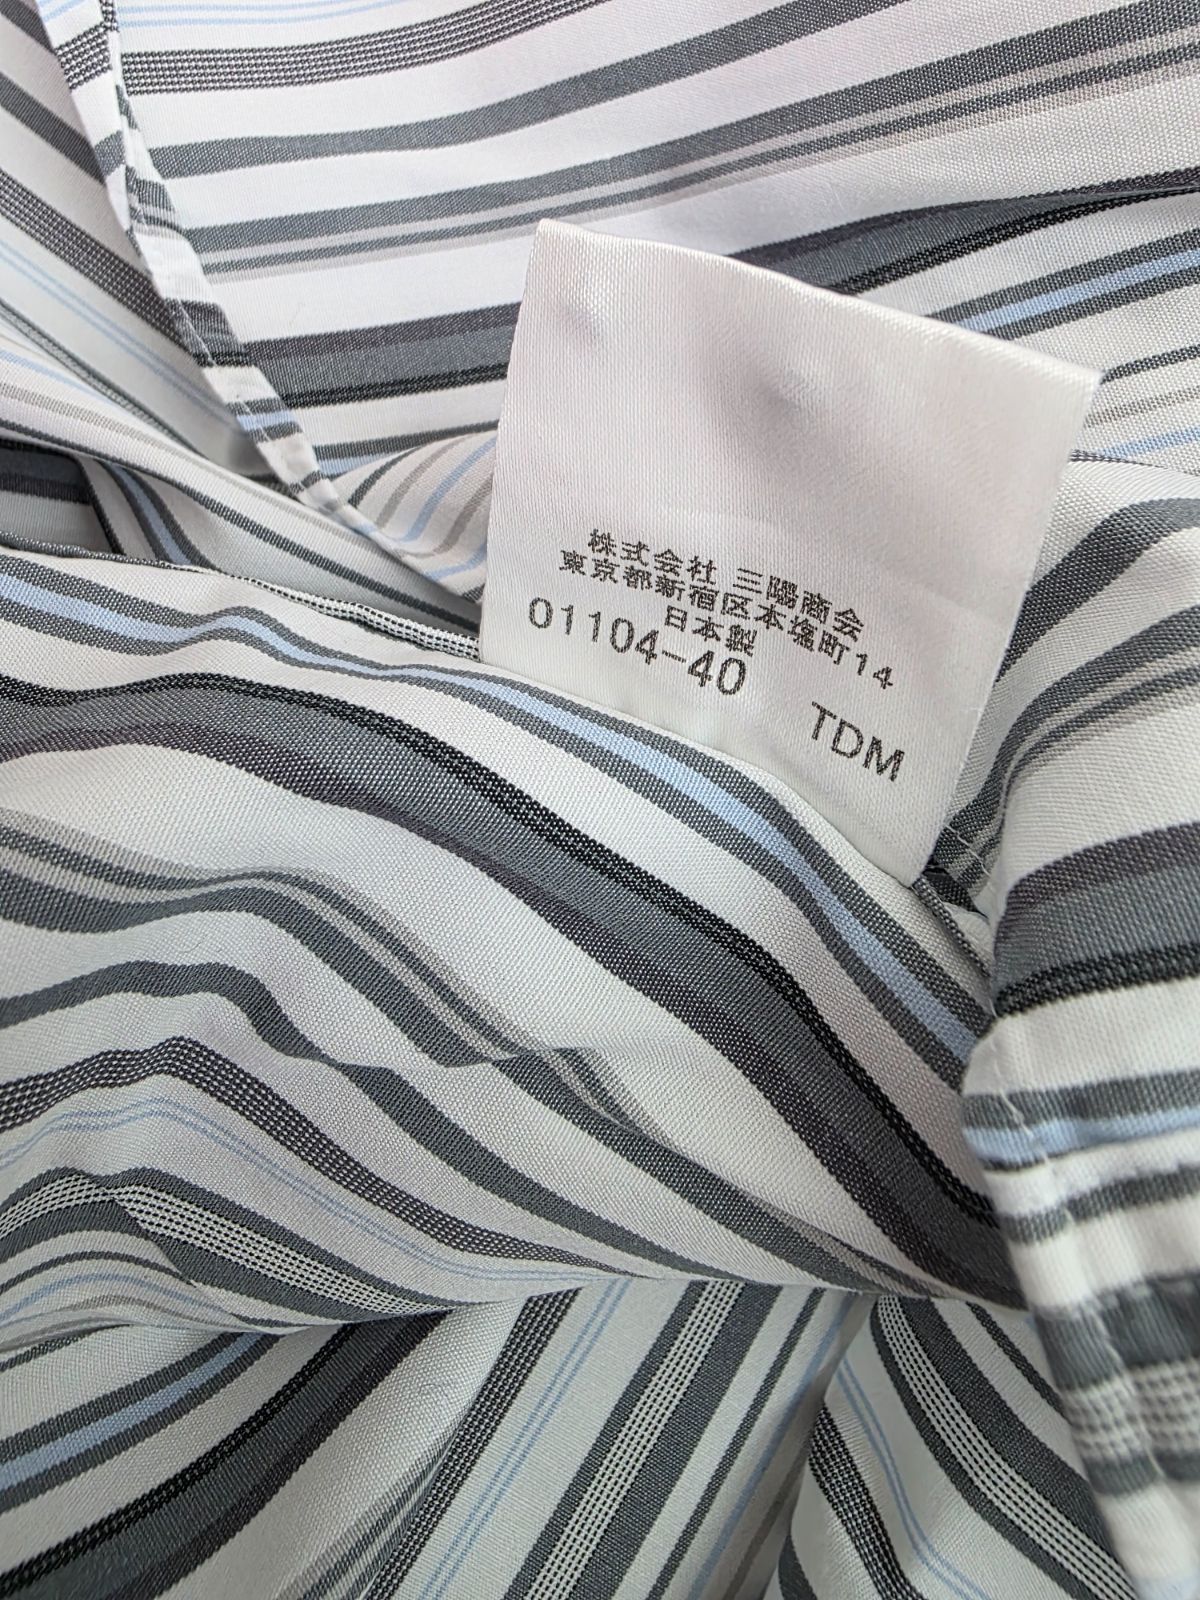 株式会社 三陽商会
東京都新宿区本塩町14
日本製
01104-40
TDM